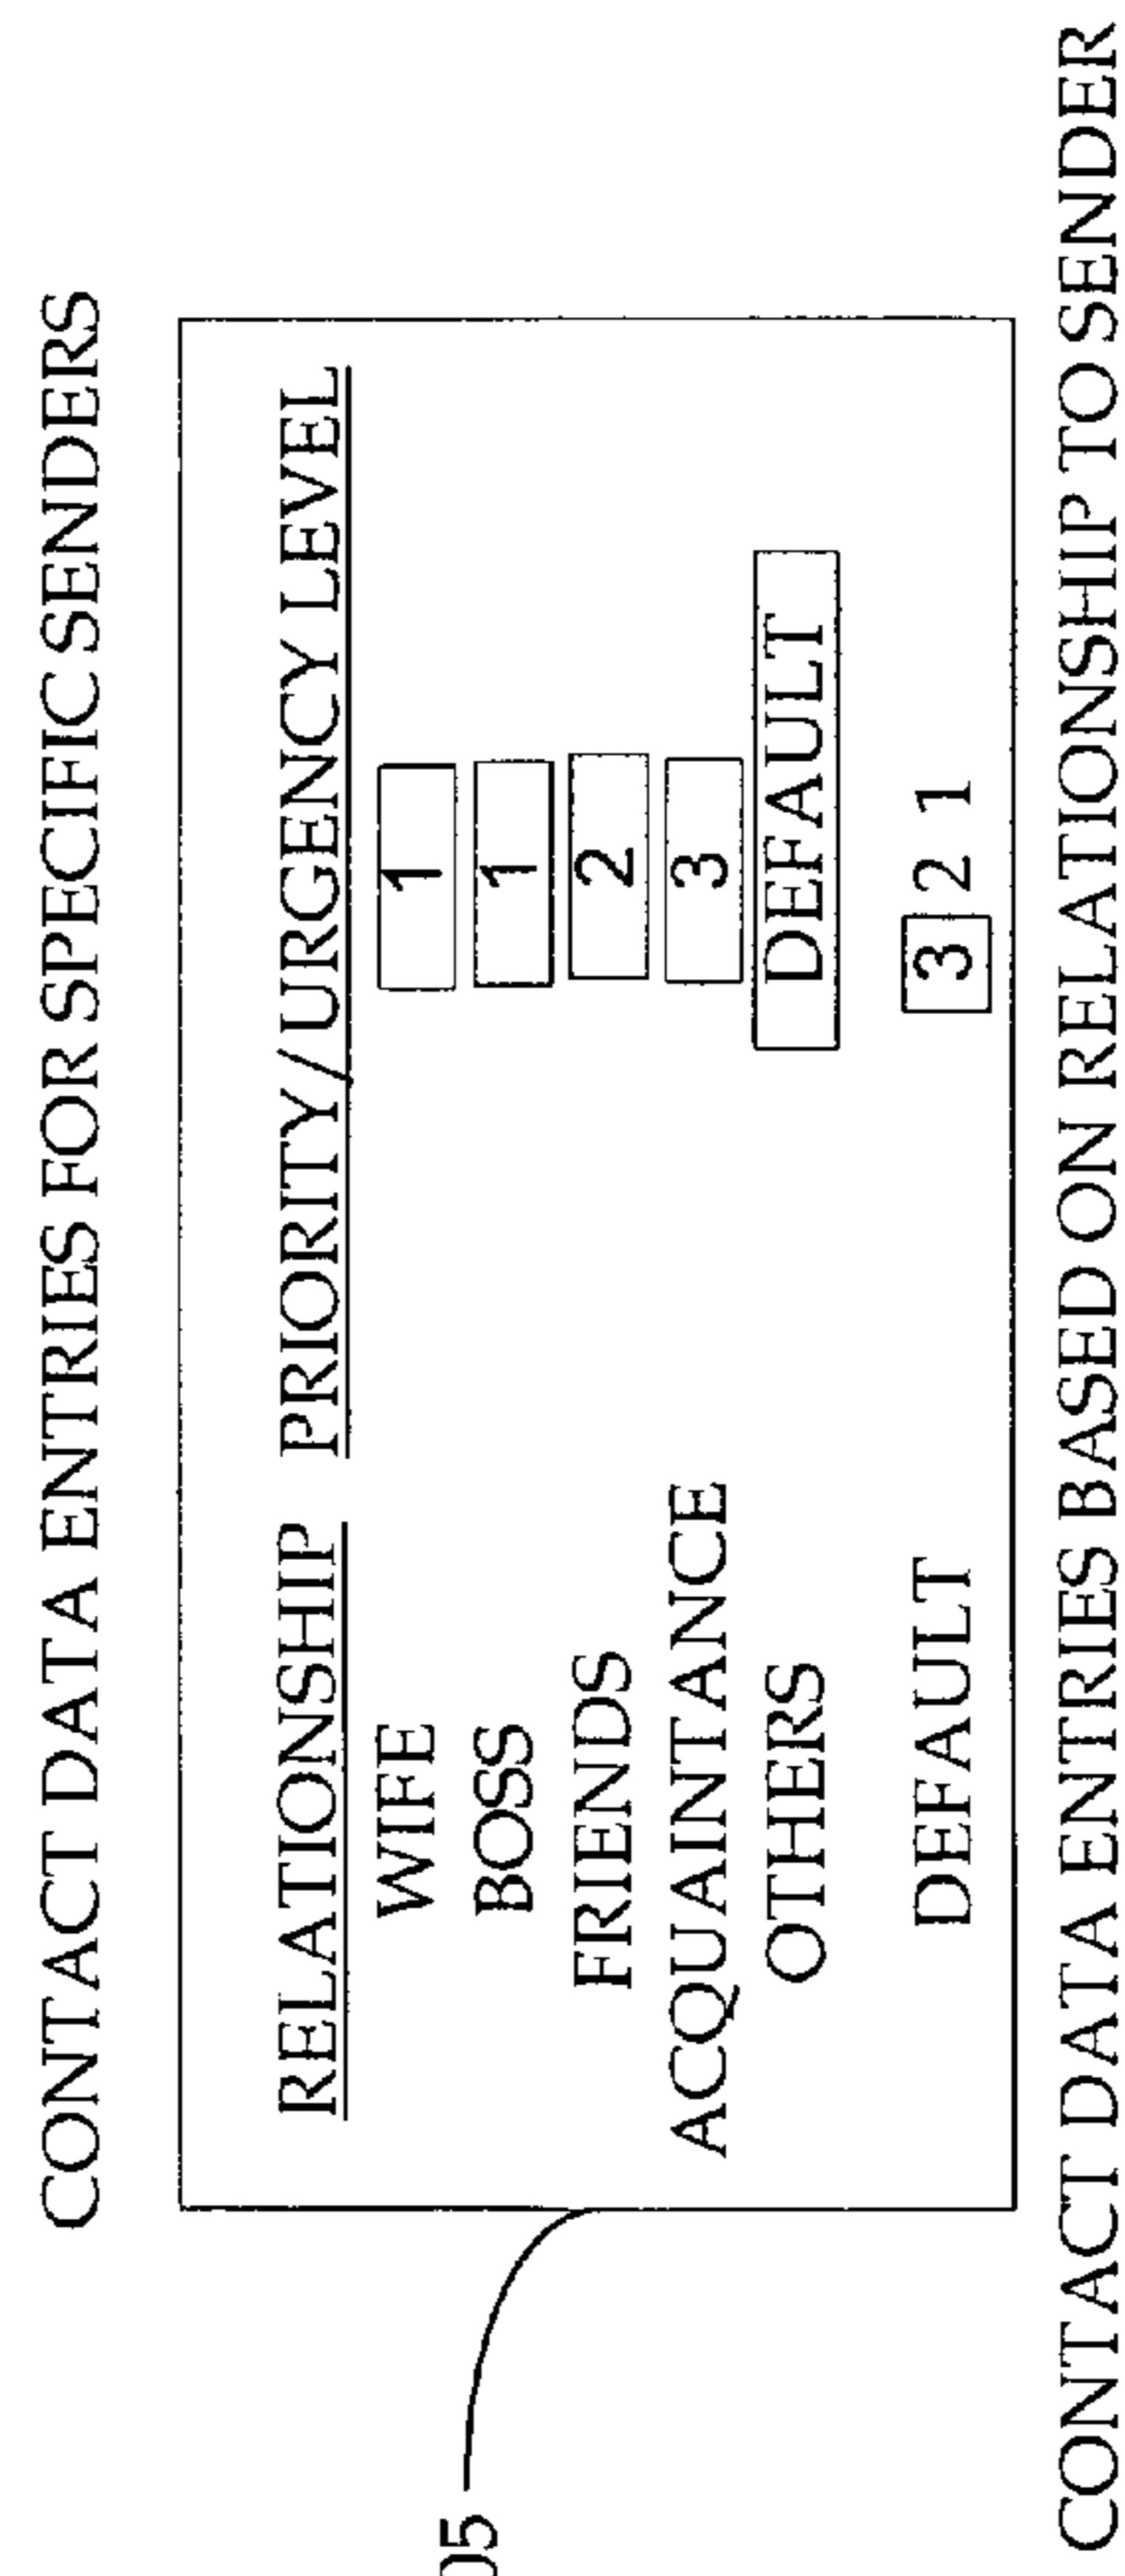 CONTACT DATA ENTRIES FOR SPECIFIC SENDERS
RELATIONSHIP PRIORITY/URGENCY LEVEL
WIFE 1
BOSS 1
FRIENDS 2
ACQUAINTANCE 3
OTHERS DEFAULT
DEFAULT 3 2 1
05
CONTACT DATA ENTRIES BASED ON RELATIONSHIP TO SENDER